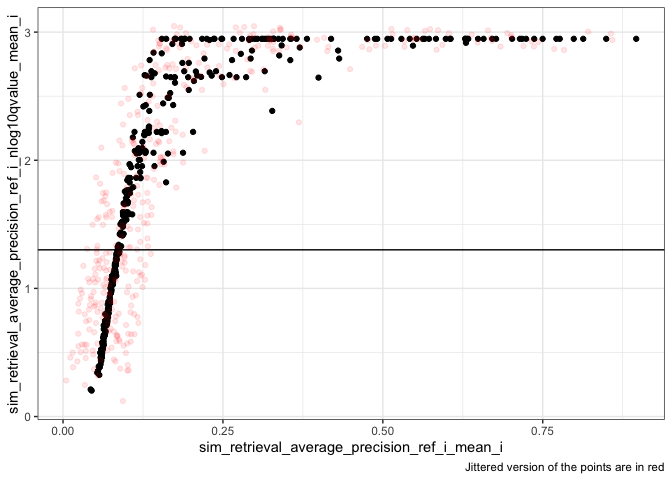 sim_retrieval_average_precision_ref_i_nlog10qvalue_mean_i
3
2
1
0
0.00
0.25
0.50
0.75
sim_retrieval_average_precision_ref_i_mean_i
Jittered version of the points are in red